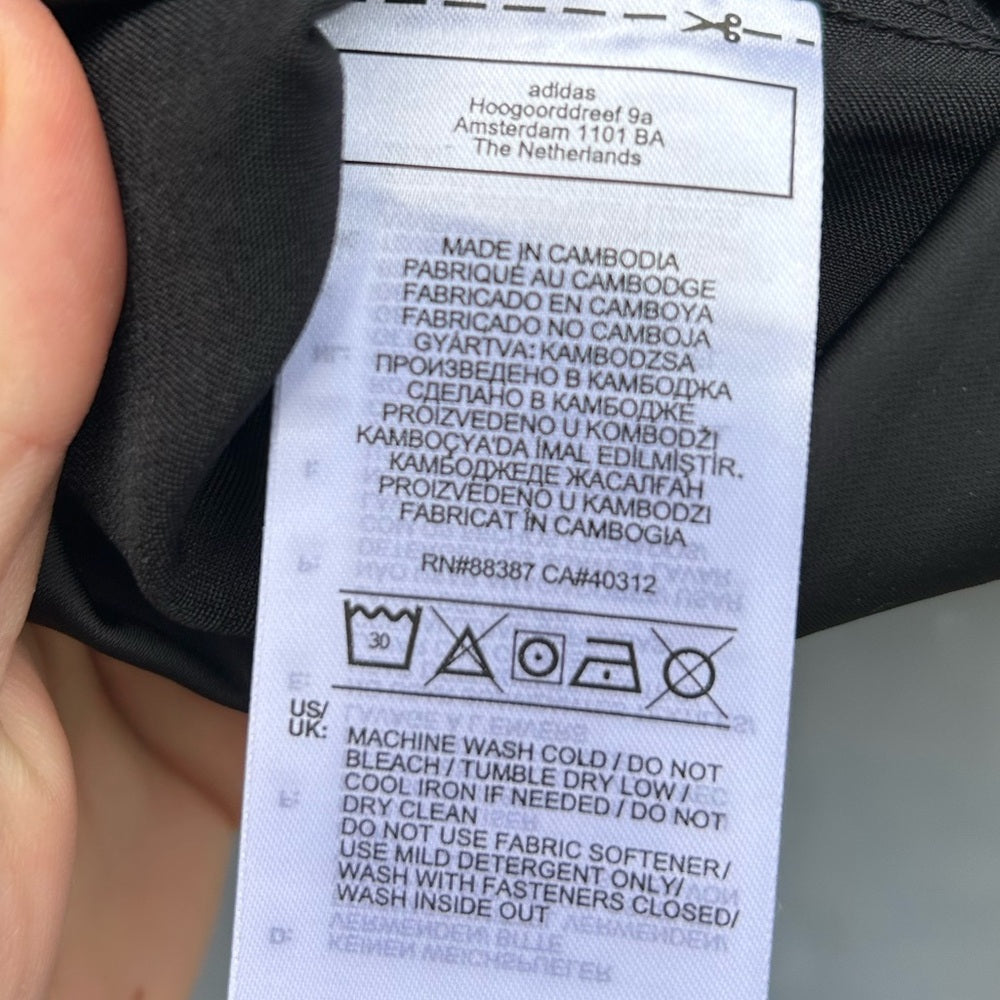 adidas
Hoogoorddreef 9a
Amsterdam 1101 BA
The Netherlands
MADE IN CAMBODIA
FABRIQUÉ AU CAMBODGE
FABRICADO EN CAMBOYA
FABRICADO NO CAMBOJA
GYÁRTVA: KAMBODZSA
ПРОИЗВЕДЕНО В КАМБОДЖА
СДЕЛАНО В КАМБОДЖЕ
PROIZVEDENO U KOMBODŽI
KAMBOÇYA'DA İMAL EDİLMİŞTİR.
КАМБОДЖЕДЕ ЖАСАЛҒАН
PROIZVEDENO U KAMBODZI
FABRICAT ÎN CAMBOGIA
RN#88387 CA#40312
30
US/
UK:
MACHINE WASH COLD / DO NOT
BLEACH / TUMBLE DRY LOW /
COOL IRON IF NEEDED / DO NOT
DRY CLEAN
DO NOT USE FABRIC SOFTENER/
USE MILD DETERGENT ONLY/
WASH WITH FASTENERS CLOSED/
WASH INSIDE OUT